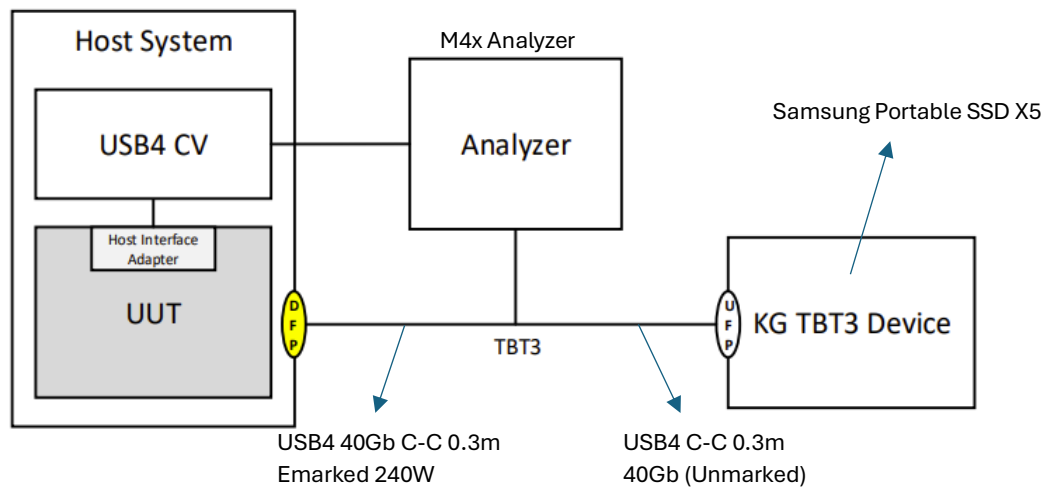 Host System
M4x Analyzer
Samsung Portable SSD X5
USB4 CV
Analyzer
Host Interface
Adapter
UUT
D
F
P
TBT3
U
F
P
KG TBT3 Device
USB4 40Gb C-C 0.3m
Emarked 240W
USB4 C-C 0.3m
40Gb (Unmarked)